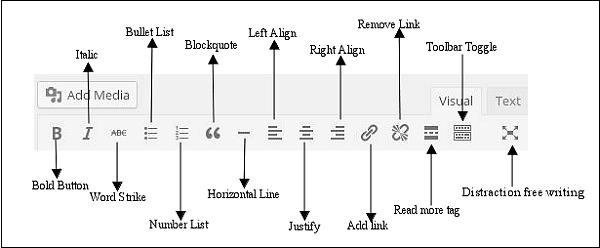 Remove Link
Bullet List
Left Align
Blockquote
Right Align
Toolbar Toggle
Italic
Add Media
Visual
Text
B
I
ABC
Bold Button
Word Strike
Horizontal Line
Distraction free writing
Read more tag
Number List
Justify
Add link